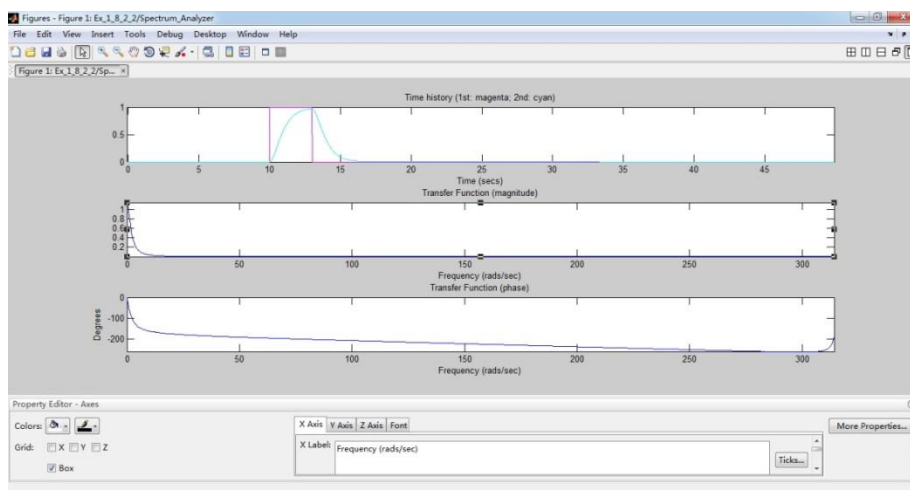 Figures - Figure 1: Ex_1_8_2_2/Spectrum_Analyzer
File Edit View Insert Tools Debug Desktop Window Help
Figure 1: Ex_1_8_2_2/Sp...
Time history (1st: magenta; 2nd: cyan)
1
0.5
0
0 5 10 15 20 25 30 35 40 45
Time (secs)
Transfer Function (magnitude)
1
0.8
0.6
0.4
0.2
0 50 100 150 200 250 300
Frequency (rads/sec)
Transfer Function (phase)
Degrees
0
-100
-200
0 50 100 150 200 250 300
Frequency (rads/sec)
Property Editor - Axes
Colors:
Grid: X Y Z
Box
X Axis Y Axis Z Axis Font
X Label: Frequency (rads/sec)
Ticks...
More Properties...